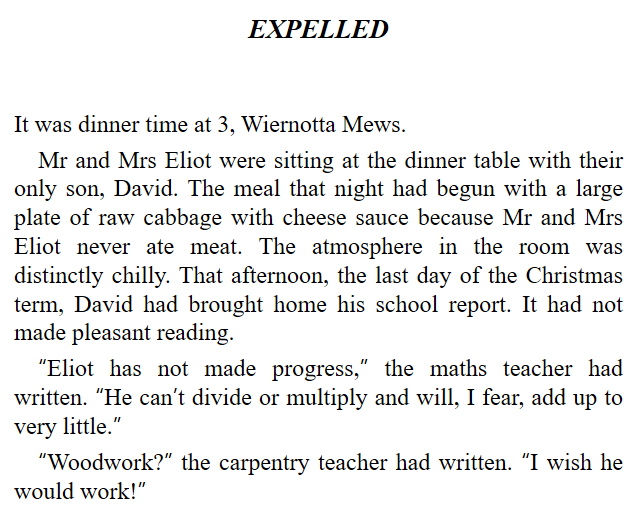 EXPELLED
It was dinner time at 3, Wiernotta Mews.
Mr and Mrs Eliot were sitting at the dinner table with their
only son, David. The meal that night had begun with a large
plate of raw cabbage with cheese sauce because Mr and Mrs
Eliot never ate meat. The atmosphere in the room was
distinctly chilly. That afternoon, the last day of the Christmas
term, David had brought home his school report. It had not
made pleasant reading.
"Eliot has not made progress," the maths teacher had
written. "He can't divide or multiply and will, I fear, add up to
very little."
"Woodwork?" the carpentry teacher had written. "I wish he
would work!"